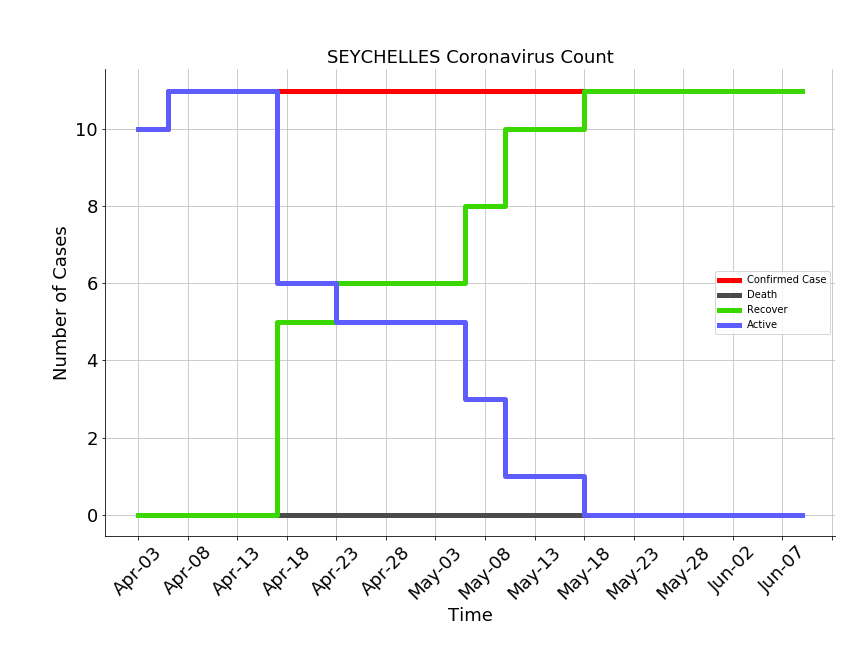 SEYCHELLES Coronavirus Count
Number of Cases
10
8
6
4
2
0
Confirmed Case
Death
Recover
Active
Apr-03
Apr-08
Apr-13
Apr-18
Apr-23
Apr-28
May-03
May-08
May-13
May-18
May-23
May-28
Jun-02
Jun-07
Time